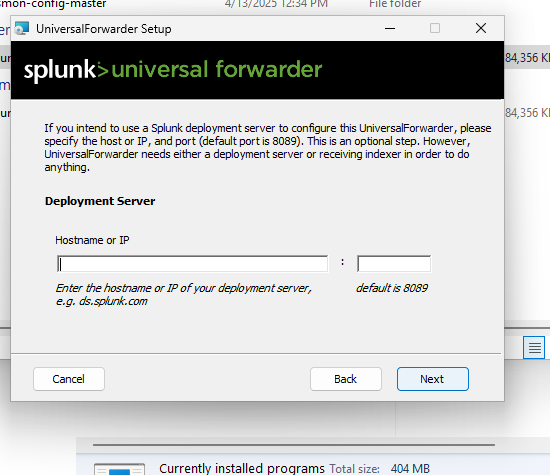 smon-config-master 4/13/2025 12:34 PM File folder
UniversalForwarder Setup
84,356 K
splunk>universal forwarder
84,356 K
If you intend to use a Splunk deployment server to configure this UniversalForwarder, please
specify the host or IP, and port (default port is 8089). This is an optional step. However,
UniversalForwarder needs either a deployment server or receiving indexer in order to do
anything.
Deployment Server
Hostname or IP
:
Enter the hostname or IP of your deployment server,
e.g. ds.splunk.com
default is 8089
Cancel Back Next
Currently installed programs Total size: 404 MB